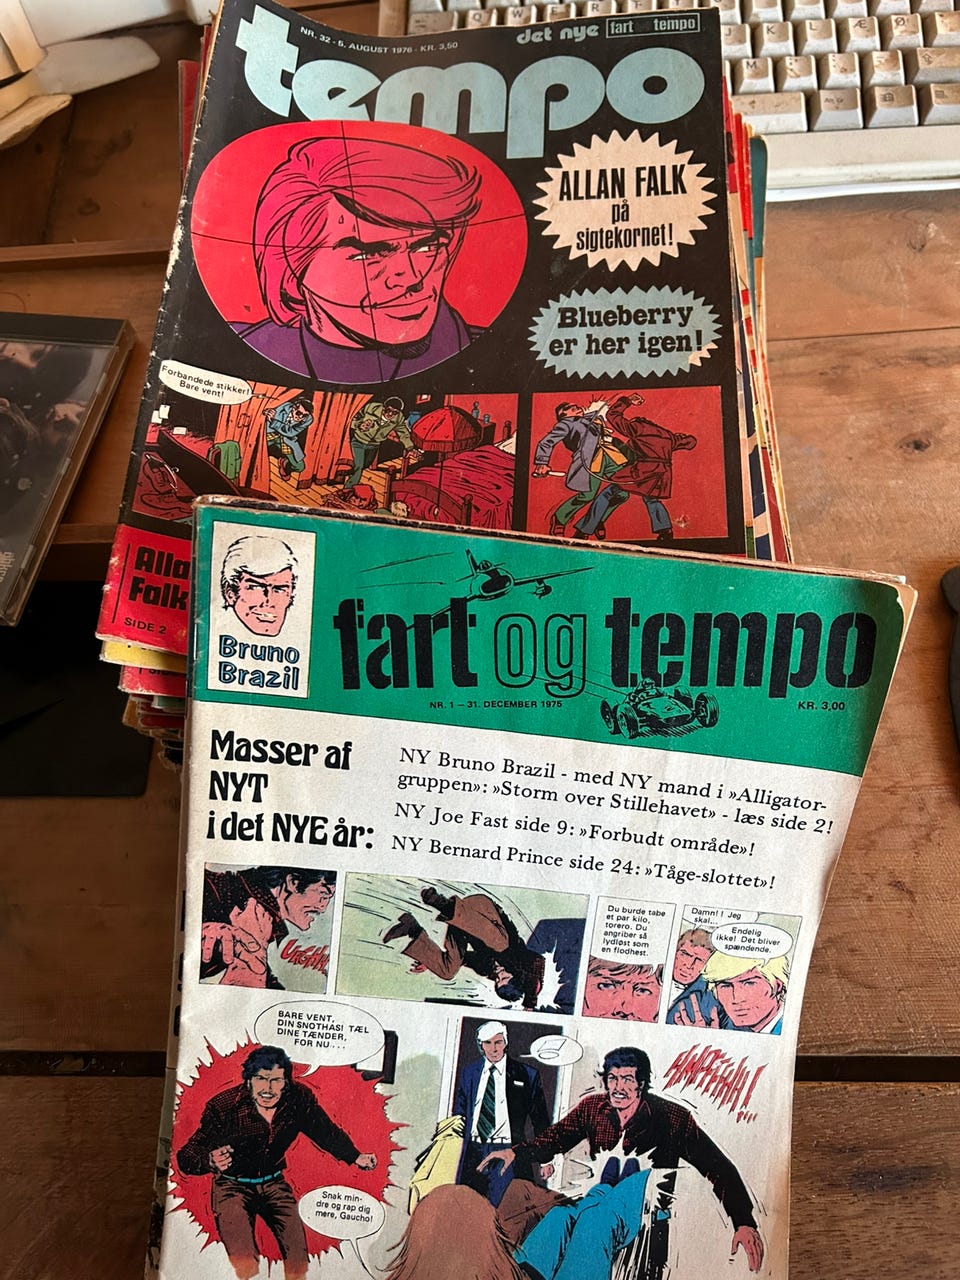 NR. 32 - 5. AUGUST 1976 - KR. 3,50
det nye fart og tempo
tempo
ALLAN FALK
på
sigtekornet!
Blueberry
er her igen!
Forbandede stikker!
Bare vent!
Alla
Falk
SIDE 2
Bruno
Brazil
fart og tempo
NR. 1 – 31. DECEMBER 1975
KR. 3,00
Masser af
NYT
i det NYE år:
NY Bruno Brazil - med NY mand i »Alligator-
gruppen»: »Storm over Stillehavet» - læs side 2!
NY Joe Fast side 9: »Forbudt område»!
NY Bernard Prince side 24: »Tåge-slottet»!
Du burde tabe
et par kilo,
torero. Du
angriber så
lydløst som
en flodhest.
Damn! I Jeg
skal...
Endelig
ikke! Det bliver
spændende.
BARE VENT,
DIN SNOTHAS! TÆL
DINE TÆNDER,
FOR NU...
Snak min-
dre og rap dig
mere, Gaucho!
Q W E R T Y
J K L Æ Ø
M
Alt Gr